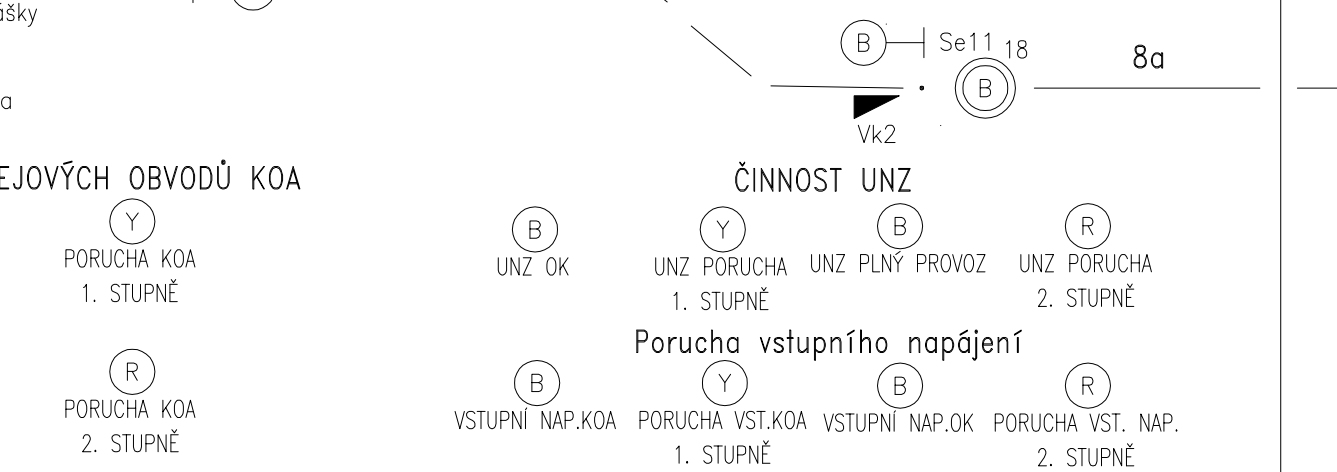 B Se11 18
8a
B
Vk2
ČINNOST UNZ
KOA
OBVODŮ
Y
PORUCHA KOA
1. STUPNĚ
R
PORUCHA KOA
2. STUPNĚ
B
UNZ OK
Y
UNZ PORUCHA
1. STUPNĚ
B
UNZ PLNÝ PROVOZ
R
UNZ PORUCHA
2. STUPNĚ
Porucha vstupního napájení
B
VSTUPNÍ NAP.KOA
Y
PORUCHA VST.KOA
1. STUPNĚ
B
VSTUPNÍ NAP.OK
R
PORUCHA VST. NAP.
2. STUPNĚ